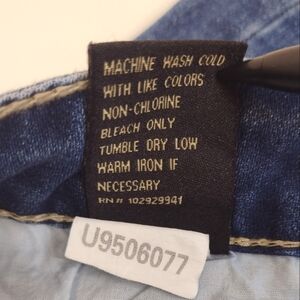 MACHINE WASH COLD
WITH LIKE COLORS
NON-CHLORINE
BLEACH ONLY
TUMBLE DRY LOW
WARM IRON IF
NECESSARY
RN# 102929941
U9506077